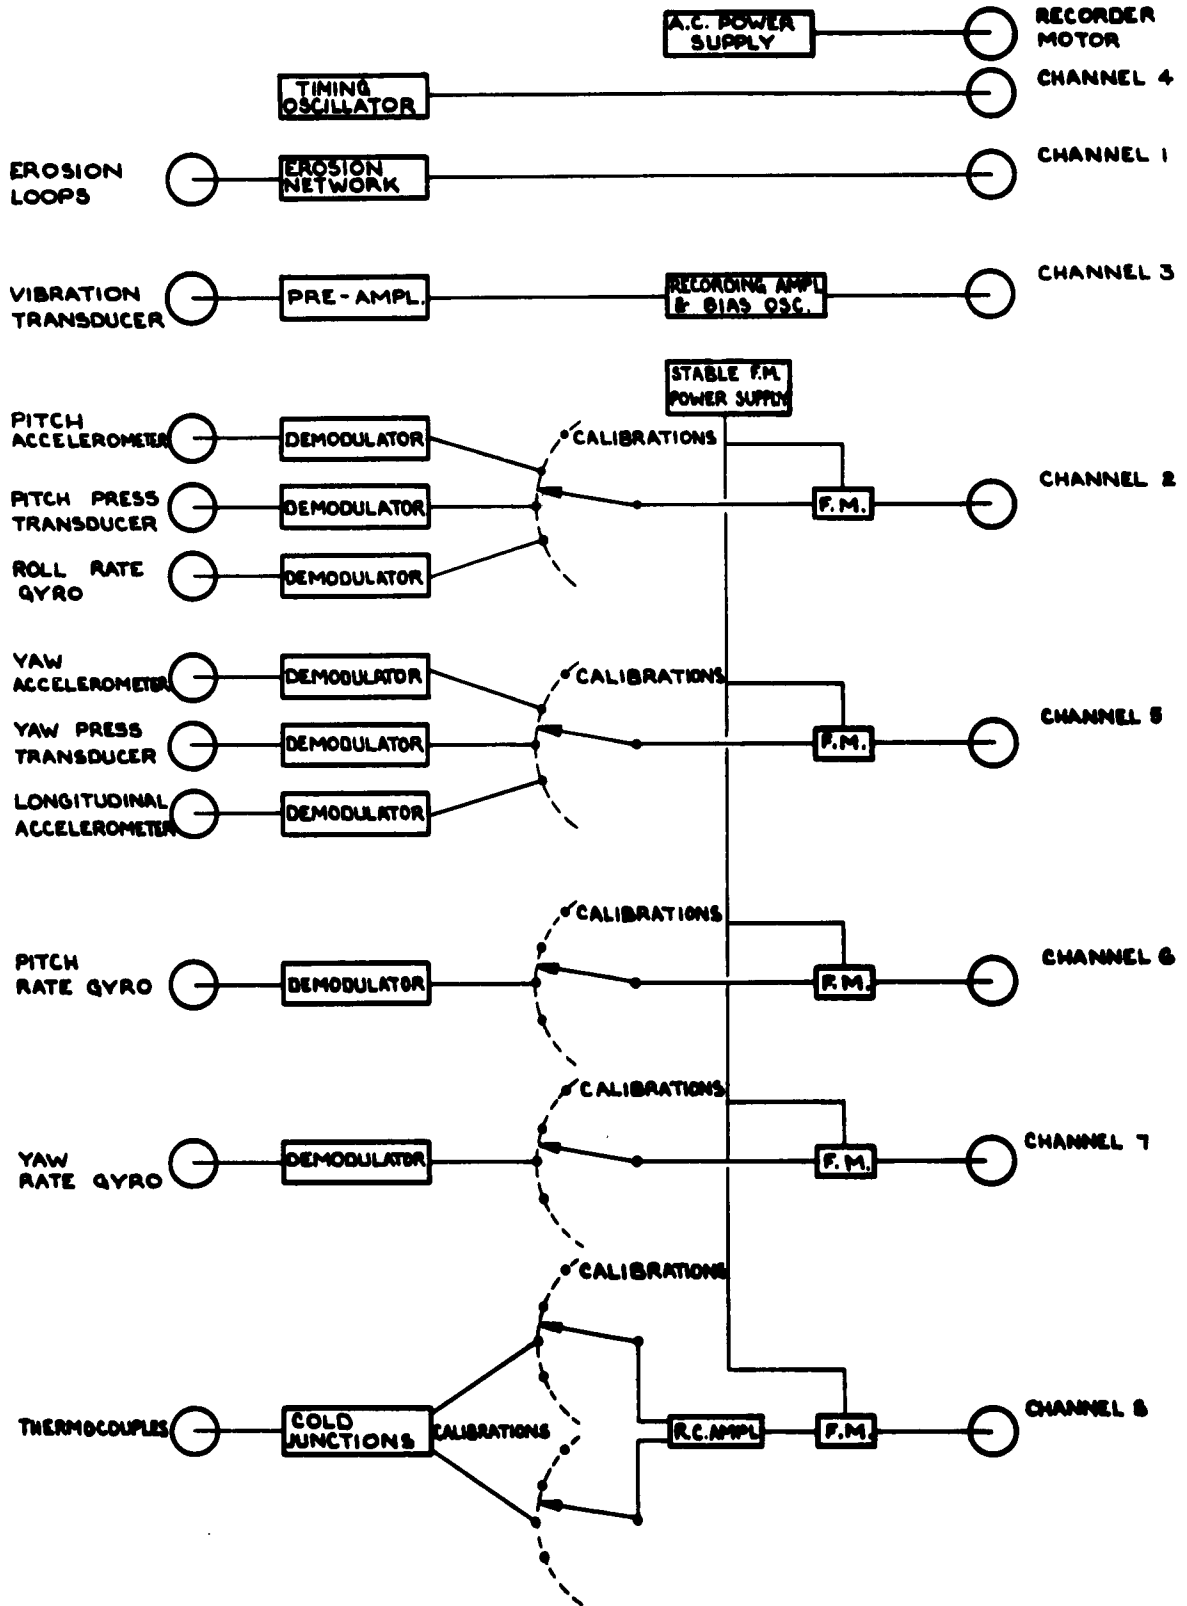 A.C. POWER
SUPPLY
RECORDER
MOTOR
TIMING
OSCILLATOR
CHANNEL 4
EROSION
LOOPS
EROSION
NETWORK
CHANNEL 1
VIBRATION
TRANSDUCER
PRE-AMPL.
RECORDING AMPL
& BIAS OSC.
CHANNEL 3
STABLE F.M.
POWER SUPPLY
PITCH
ACCELEROMETER
DEMODULATOR
CALIBRATIONS
PITCH PRESS
TRANSDUCER
DEMODULATOR
F.M.
CHANNEL 2
ROLL RATE
GYRO
DEMODULATOR
YAW
ACCELEROMETER
DEMODULATOR
CALIBRATIONS
YAW PRESS
TRANSDUCER
DEMODULATOR
F.M.
CHANNEL 5
LONGITUDINAL
ACCELEROMETER
DEMODULATOR
CALIBRATIONS
PITCH
RATE GYRO
DEMODULATOR
F.M.
CHANNEL 6
CALIBRATIONS
YAW
RATE GYRO
DEMODULATOR
F.M.
CHANNEL 7
CALIBRATIONS
THERMOCOUPLES
COLD
JUNCTIONS
CALIBRATIONS
R.C. AMPL
F.M.
CHANNEL 8